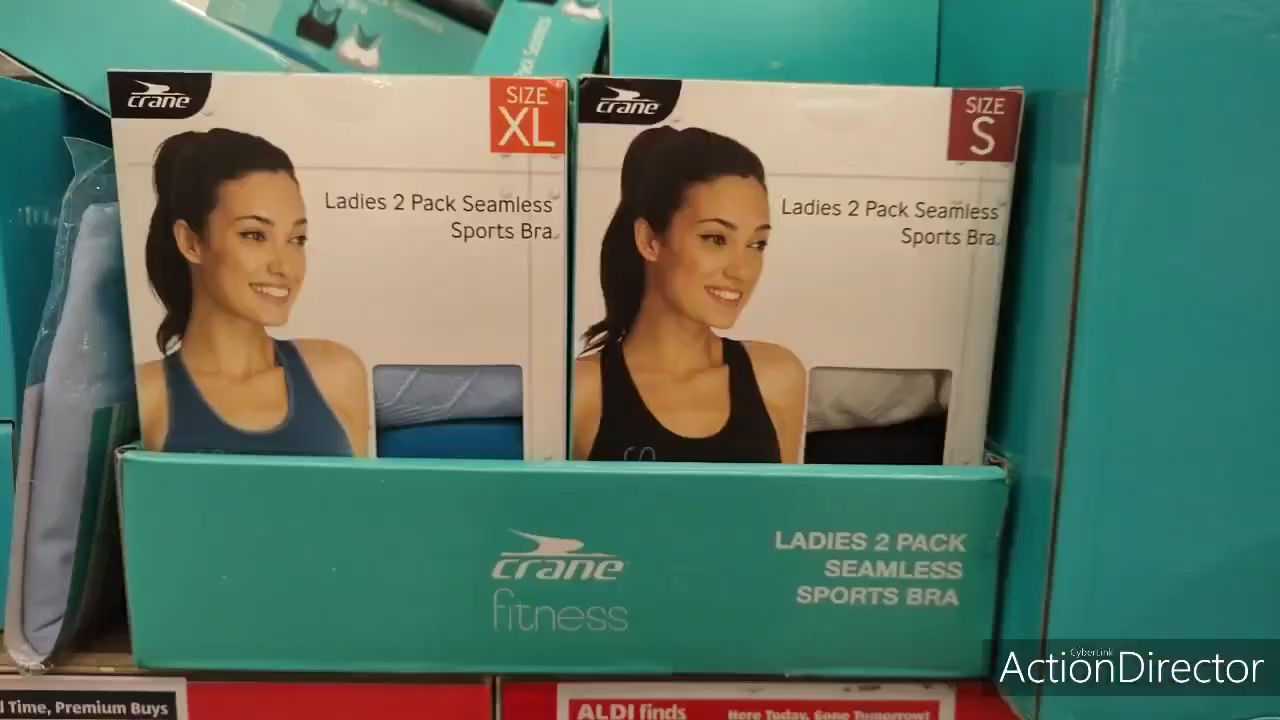 crane
SIZE
XL
Ladies 2 Pack Seamless
Sports Bra
crane
SIZE
S
Ladies 2 Pack Seamless
Sports Bra
crane
fitness
LADIES 2 PACK
SEAMLESS
SPORTS BRA
CyberLink
ActionDirector
Time, Premium Buys
ALDI finds
Here Today, Gone Tomorrow!